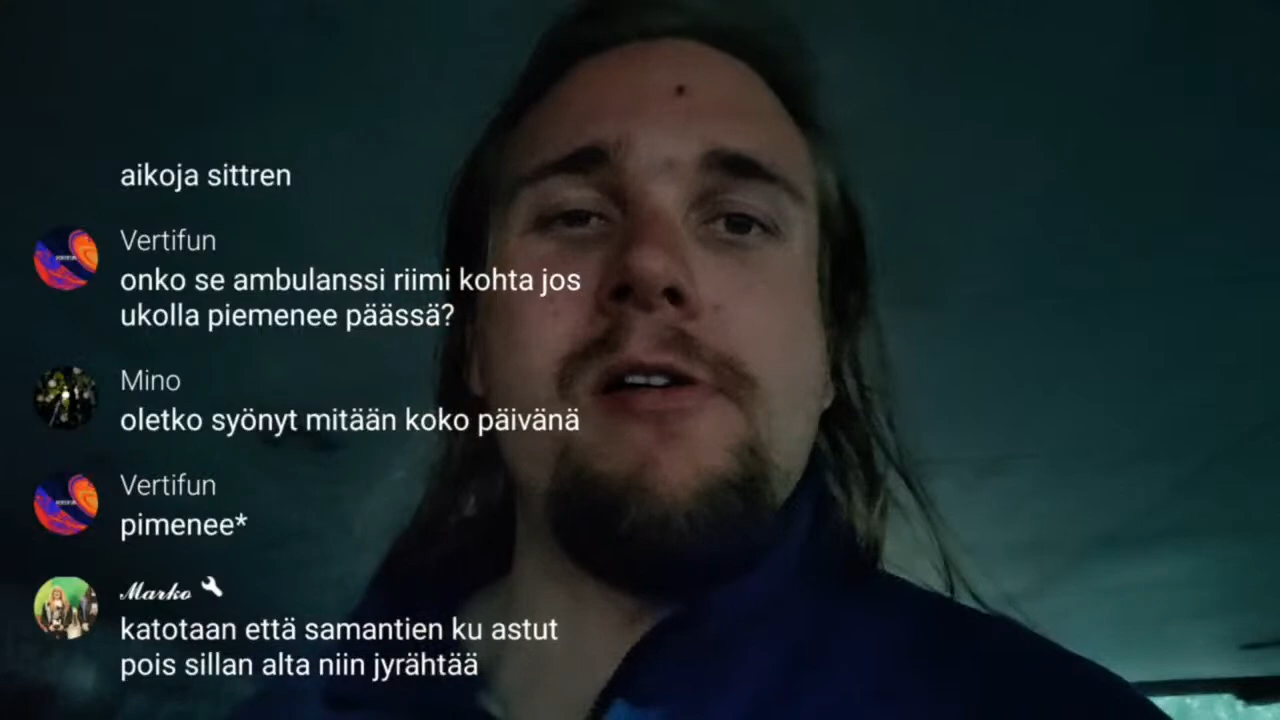 aikoja sittren
Vertifun
onko se ambulanssi riimi kohta jos
ukolla piemenee päässä?
Mino
oletko syönyt mitään koko päivänä
Vertifun
pimenee*
Marko
katotaan että samantien ku astut
pois sillan alta niin jyrähtää